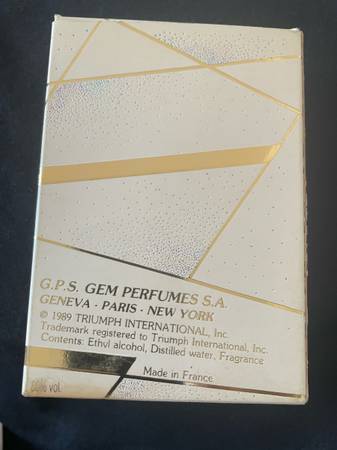 G.P.S. GEM PERFUMES S.A.
GENEVA · PARIS · NEW YORK
© 1989 TRIUMPH INTERNATIONAL, Inc.
Trademark registered to Triumph International, Inc.
Contents: Ethyl alcohol, Distilled water, Fragrance
Made in France
vol.